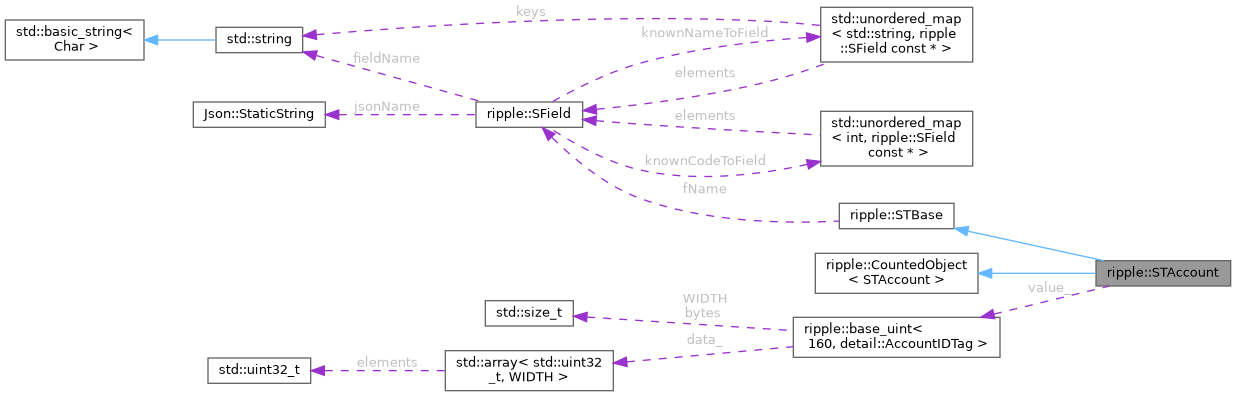 std::basic_string<
Char >
std::string
keys
std::unordered_map
< std::string, ripple
::SField const * >
knownNameToField
fieldName
elements
Json::StaticString
jsonName
ripple::SField
elements
std::unordered_map
< int, ripple::SField
const * >
knownCodeToField
fName
ripple::STBase
ripple::CountedObject
< STAccount >
ripple::STAccount
value_
std::size_t
WIDTH
bytes
ripple::base_uint<
160, detail::AccountIDTag >
data_
std::uint32_t
elements
std::array< std::uint32
_t, WIDTH >